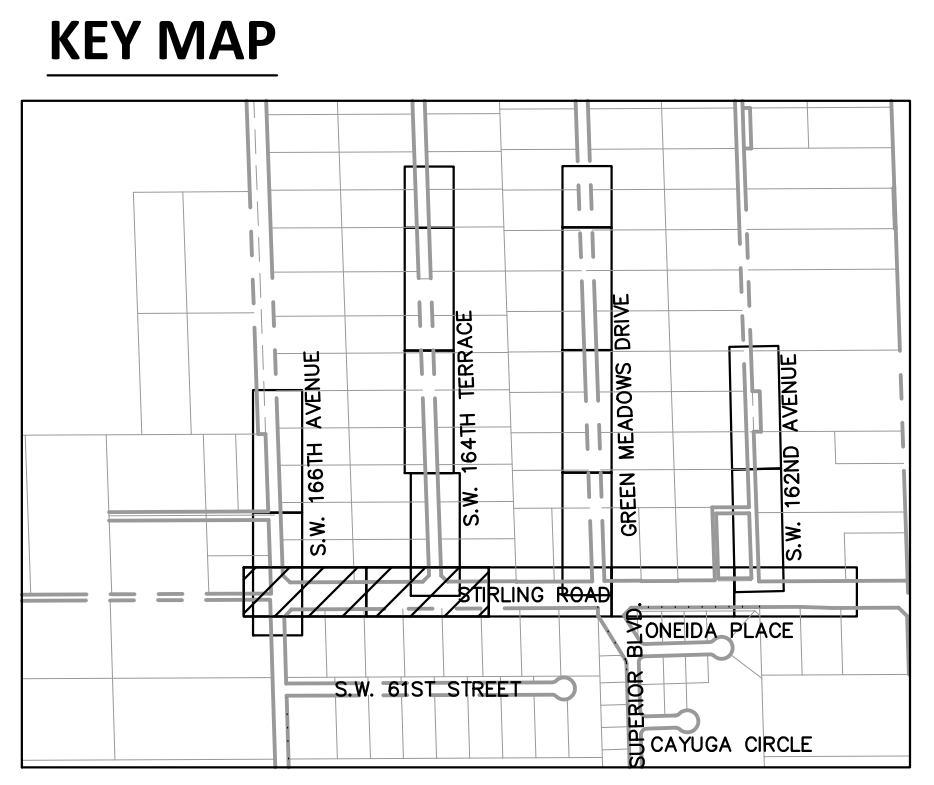 KEY MAP
S.W. 166TH AVENUE
S.W. 164TH TERRACE
GREEN MEADOWS DRIVE
S.W. 162ND AVENUE
STIRLING ROAD
ONEIDA PLACE
S.W. 61ST STREET
SUPERIOR BLVD.
CAYUGA CIRCLE